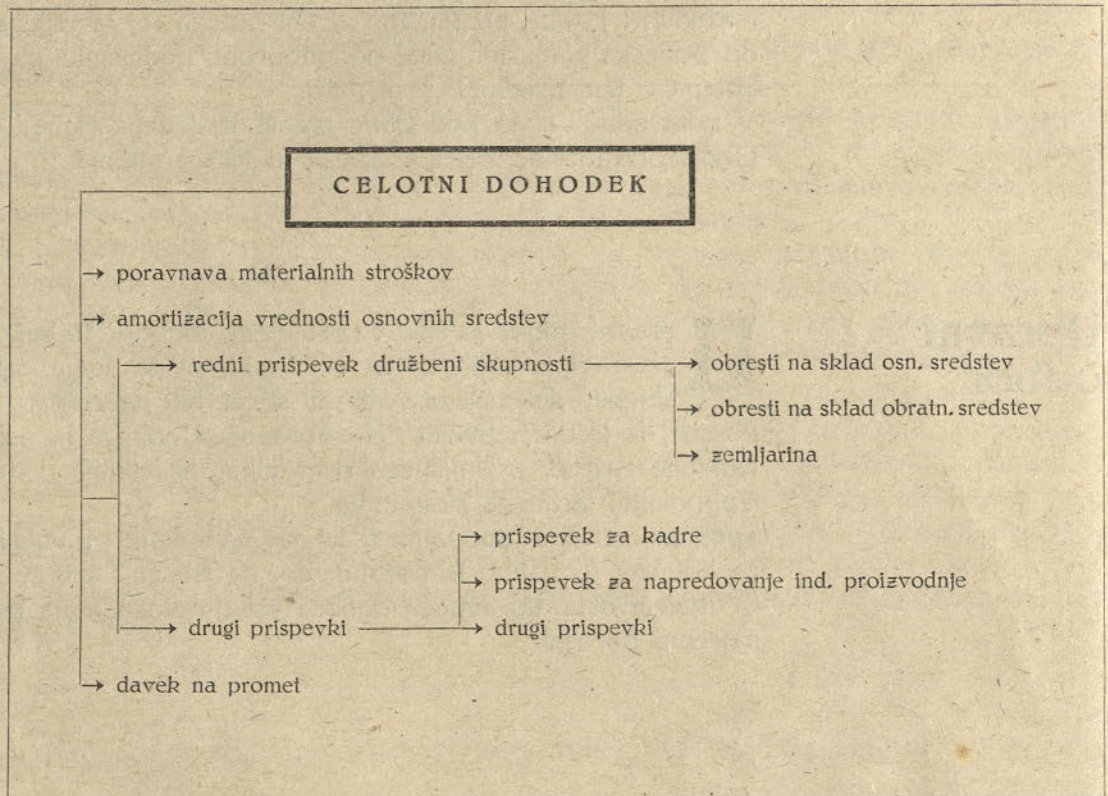 CELOTNI DOHODEK
→ poravnava materialnih stroškov
→ amortizacija vrednosti osnovnih sredstev
→ redni prispevek družbeni skupnosti → obresti na sklad osn. sredstev
→ obresti na sklad obratn. sredstev
→ zemljarina
→ prispevek za kadre
→ prispevek za napredovanje ind. proizvodnje
→ drugi prispevki → drugi prispevki
→ davek na promet